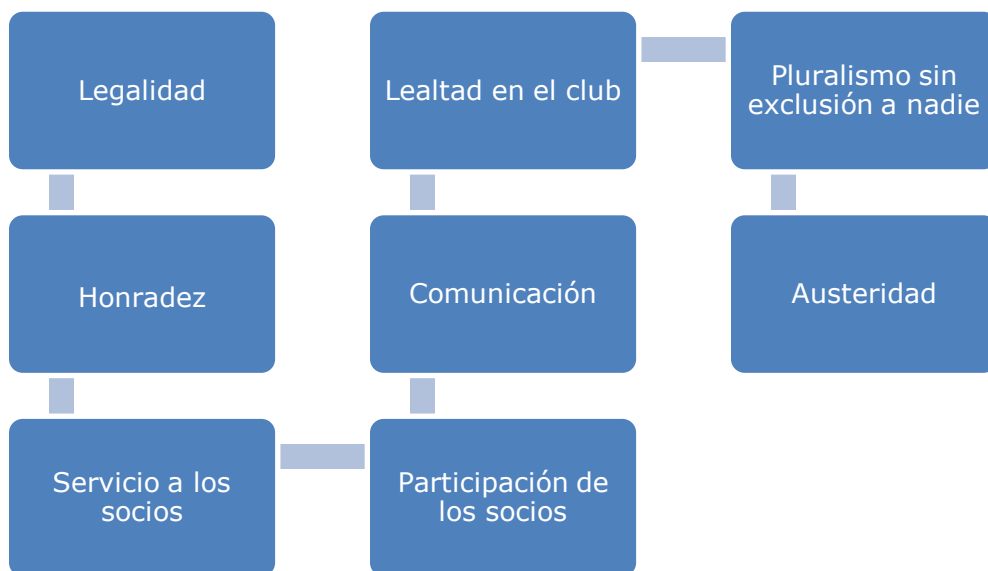 Legalidad
Honradez
Servicio a los
socios
Participación de
los socios
Comunicación
Lealtad en el club
Pluralismo sin
exclusión a nadie
Austeridad